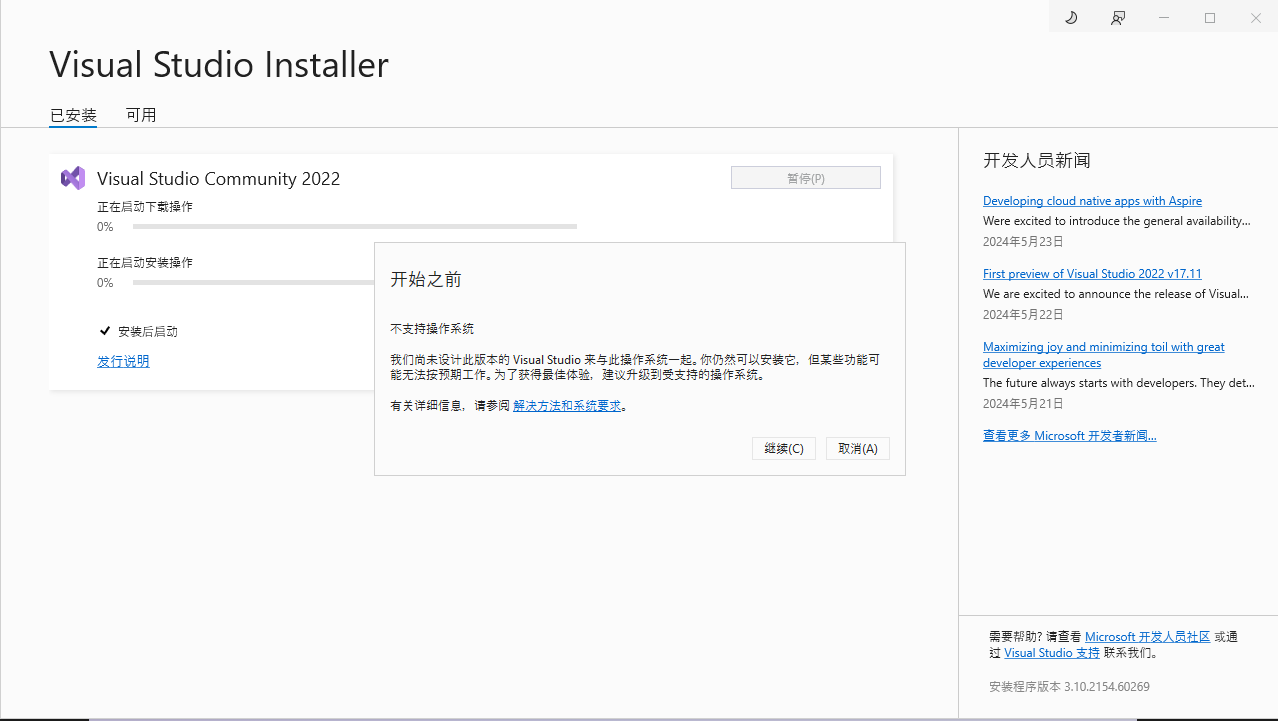 Visual Studio Installer
已安装
可用
Visual Studio Community 2022
暂停(P)
正在启动下载操作
0%
正在启动安装操作
0%
安装后启动
发行说明
开始之前
不支持操作系统
我们尚未设计此版本的 Visual Studio 来与此操作系统一起。你仍然可以安装它，但某些功能可
能无法按预期工作。为了获得最佳体验，建议升级到受支持的操作系统。
有关详细信息，请参阅 解决方法和系统要求。
继续(C)
取消(A)
开发人员新闻
Developing cloud native apps with Aspire
Were excited to introduce the general availability...
2024年5月23日
First preview of Visual Studio 2022 v17.11
We are excited to announce the release of Visual...
2024年5月22日
Maximizing joy and minimizing toil with great
developer experiences
The future always starts with developers. They det...
2024年5月21日
查看更多 Microsoft 开发者新闻...
需要帮助? 请查看 Microsoft 开发人员社区 或通
过 Visual Studio 支持 联系我们。
安装程序版本 3.10.2154.60269